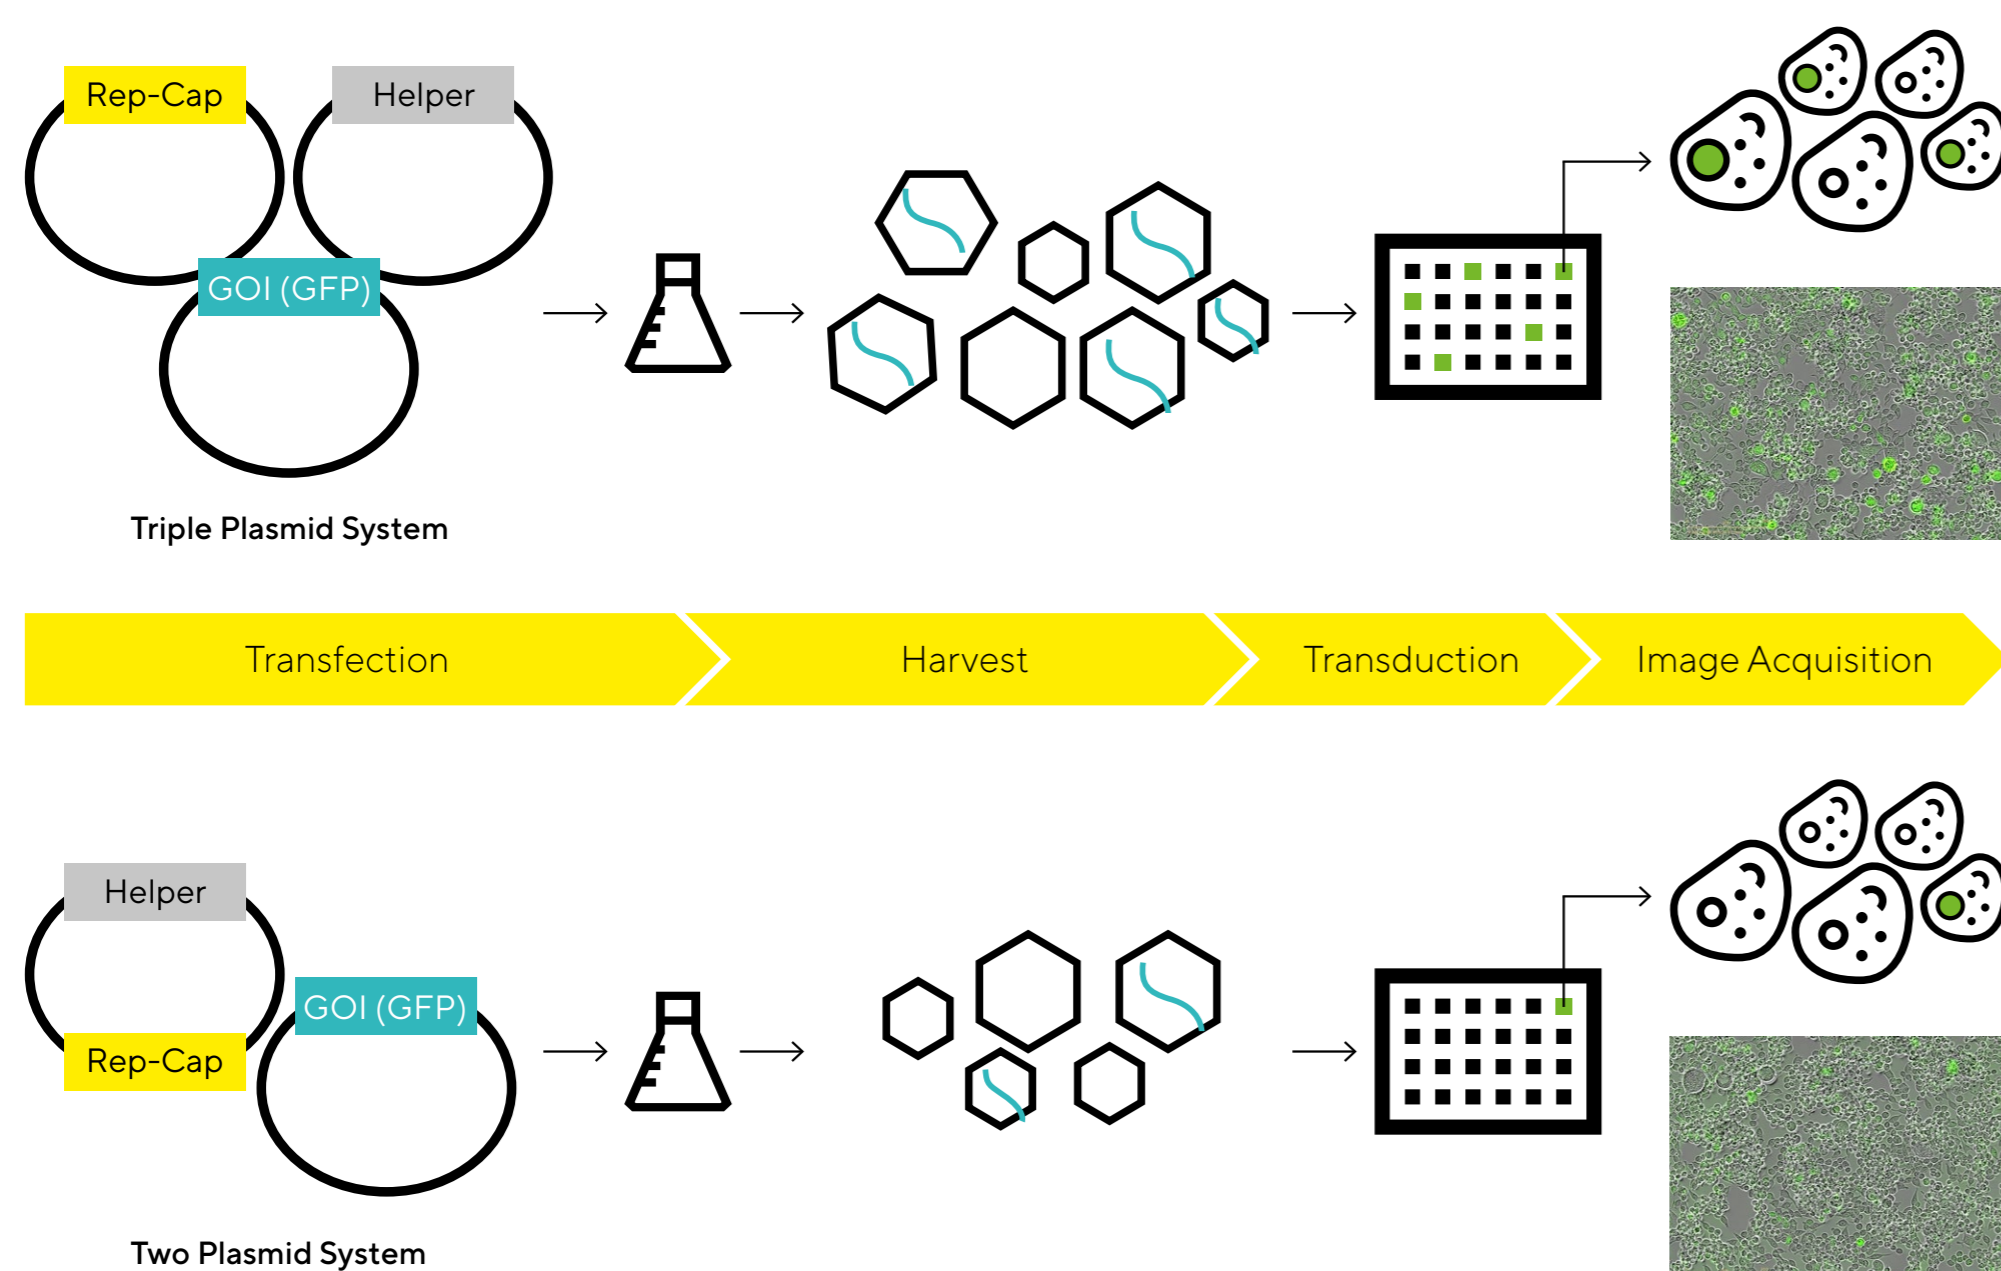 Rep-Cap
Helper
GOI (GFP)
Triple Plasmid System
Transfection
Harvest
Transduction
Image Acquisition
Helper
GOI (GFP)
Rep-Cap
Two Plasmid System